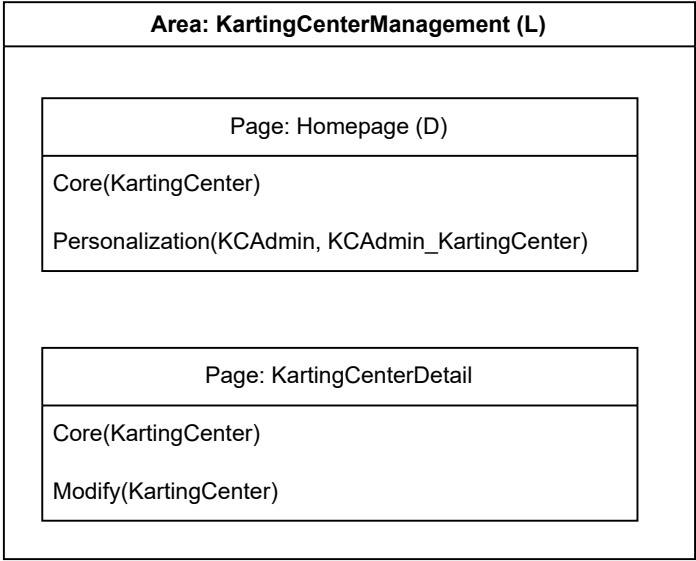 Area: KartingCenterManagement (L)
Page: Homepage (D)
Core(KartingCenter)
Personalization(KCAdmin, KCAdmin_KartingCenter)
Page: KartingCenterDetail
Core(KartingCenter)
Modify(KartingCenter)